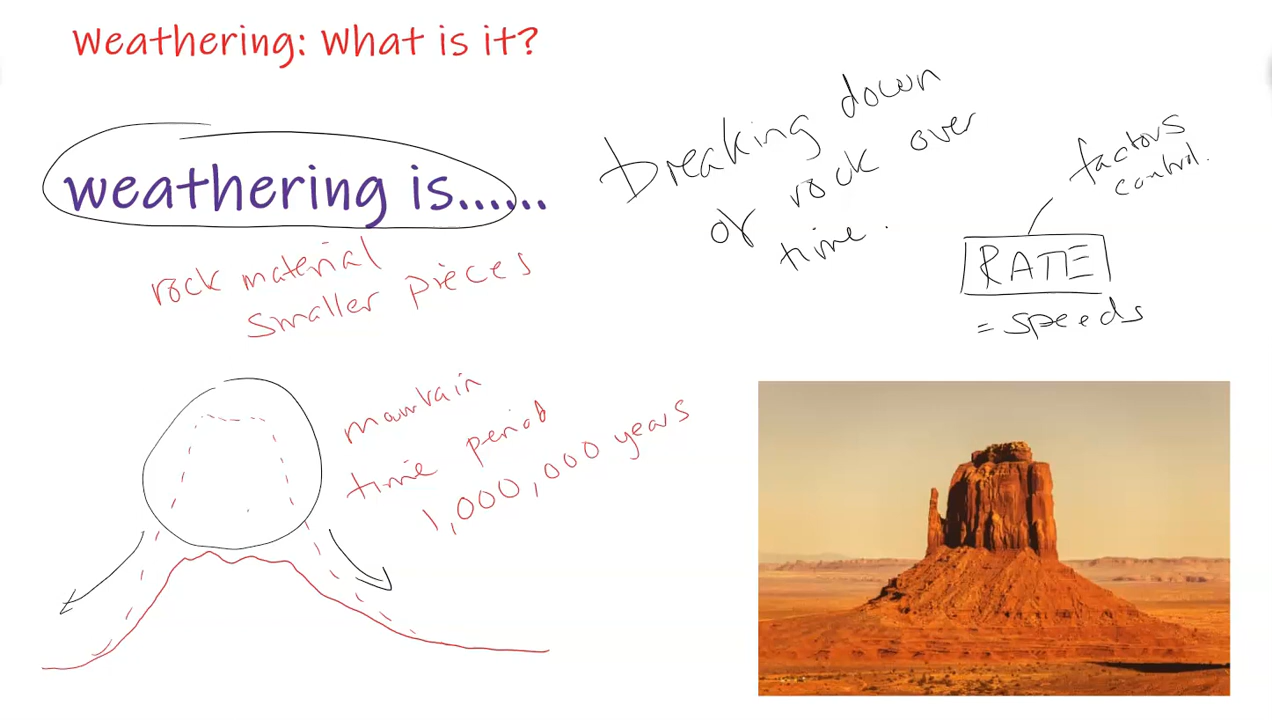 Weathering: What is it?
weathering is......
rock material
smaller pieces
breaking down
of rock over
time.
factors
control.
RATE
= speeds
mountain
time period
1,000,000 years